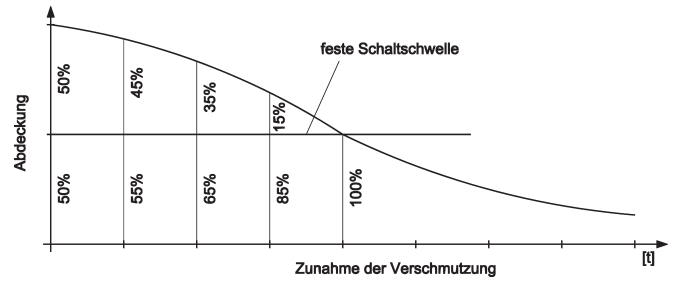 feste Schaltschwelle
Abdeckung
50%
45%
35%
15%
50%
55%
65%
85%
100%
[t]
Zunahme der Verschmutzung